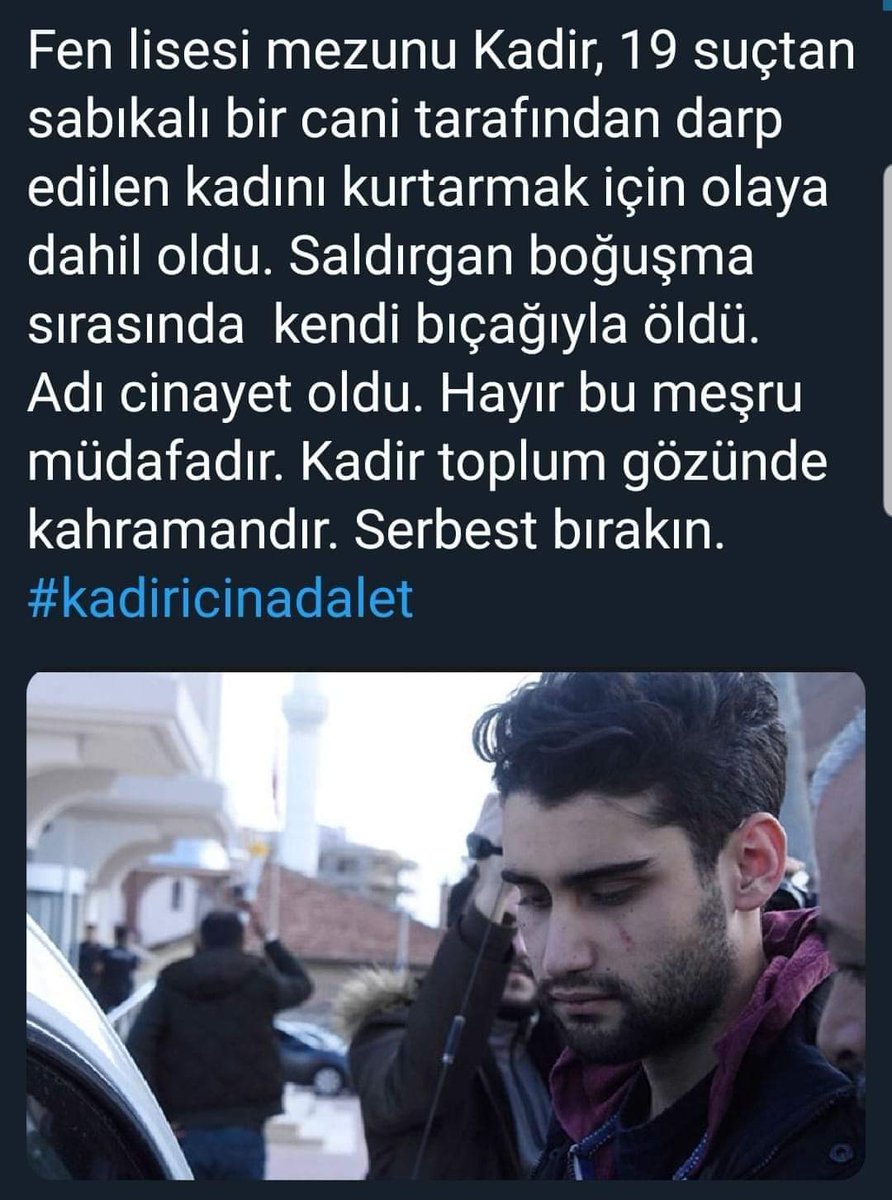 Fen lisesi mezunu Kadir, 19 suçtan
sabıkalı bir cani tarafından darp
edilen kadını kurtarmak için olaya
dahil oldu. Saldırgan boğuşma
sırasında  kendi bıçağıyla öldü.
Adı cinayet oldu. Hayır bu meşru
müdafadır. Kadir toplum gözünde
kahramandır. Serbest bırakın.
#kadiricinadalet